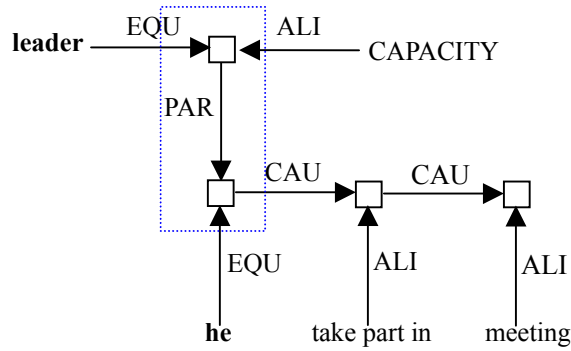 leader EQU ALI CAPACITY
PAR
CAU CAU
EQU ALI ALI
he take part in meeting